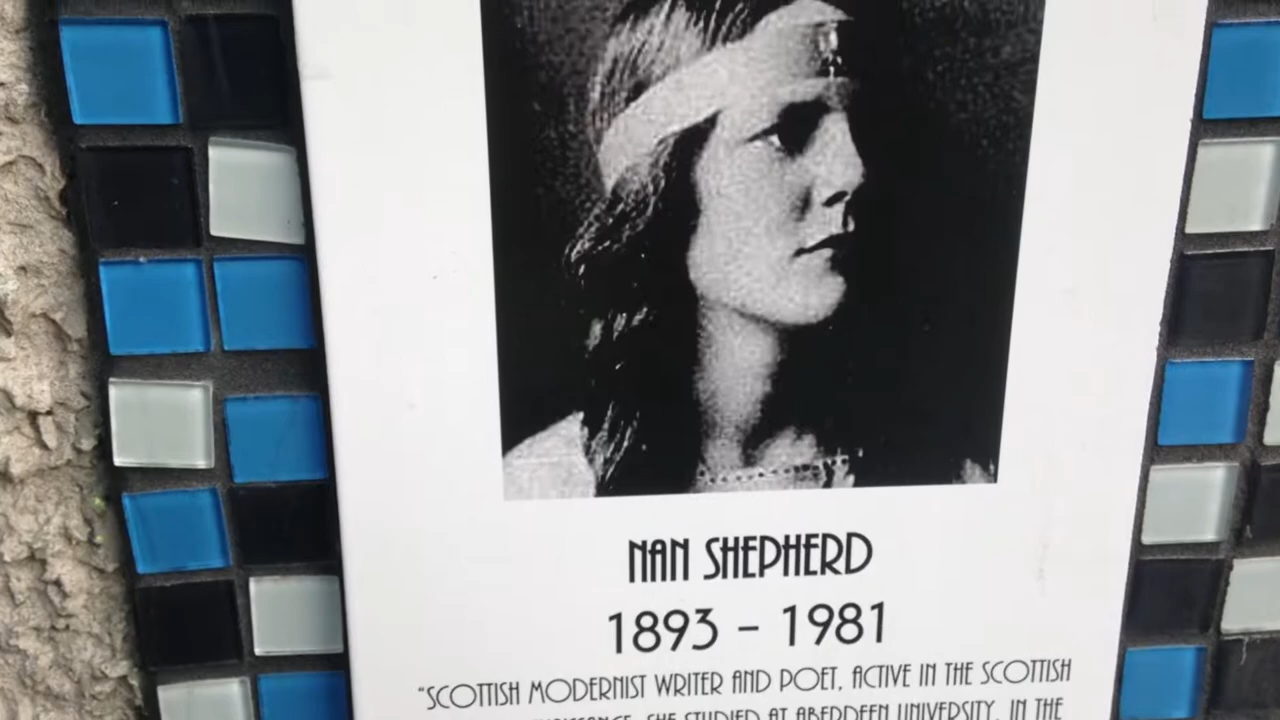 NAN SHEPHERD
1893 - 1981
"SCOTTISH MODERNIST WRITER AND POET, ACTIVE IN THE SCOTTISH
SHE STUDIED AT ABERDEEN UNIVERSITY, IN THE